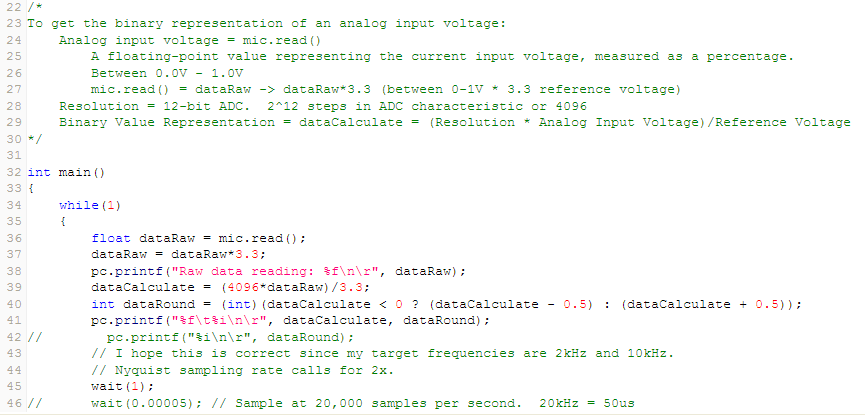 22 /*
23 To get the binary representation of an analog input voltage:
24     Analog input voltage = mic.read()
25         A floating-point value representing the current input voltage, measured as a percentage.
26         Between 0.0V - 1.0V
27         mic.read() = dataRaw -> dataRaw*3.3 (between 0-1V * 3.3 reference voltage)
28     Resolution = 12-bit ADC.  2^12 steps in ADC characteristic or 4096
29     Binary Value Representation = dataCalculate = (Resolution * Analog Input Voltage)/Reference Voltage
30 */
31
32 int main()
33 {
34     while(1)
35     {
36         float dataRaw = mic.read();
37         dataRaw = dataRaw*3.3;
38         pc.printf("Raw data reading: %f\n\r", dataRaw);
39         dataCalculate = (4096*dataRaw)/3.3;
40         int dataRound = (int)(dataCalculate < 0 ? (dataCalculate - 0.5) : (dataCalculate + 0.5));
41         pc.printf("%f\t%i\n\r", dataCalculate, dataRound);
42 //        pc.printf("%i\n\r", dataRound);
43         // I hope this is correct since my target frequencies are 2kHz and 10kHz.
44         // Nyquist sampling rate calls for 2x.
45         wait(1);
46 //      wait(0.00005); // Sample at 20,000 samples per second.  20kHz = 50us